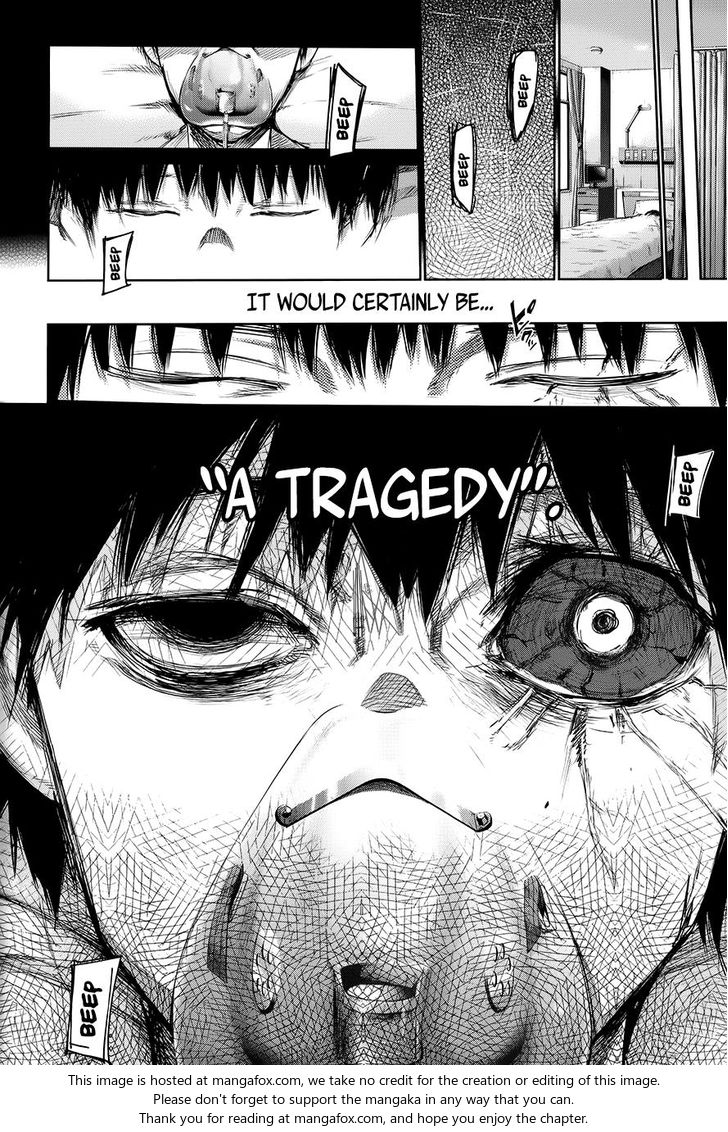 BEEP
BEEP
BEEP
BEEP
IT WOULD CERTAINLY BE...
ドク
"A TRAGEDY".
BEEP
BEEP
This image is hosted at mangafox.com, we take no credit for the creation or editing of this image.
Please don't forget to support the mangaka in any way that you can.
Thank you for reading at mangafox.com, and hope you enjoy the chapter.